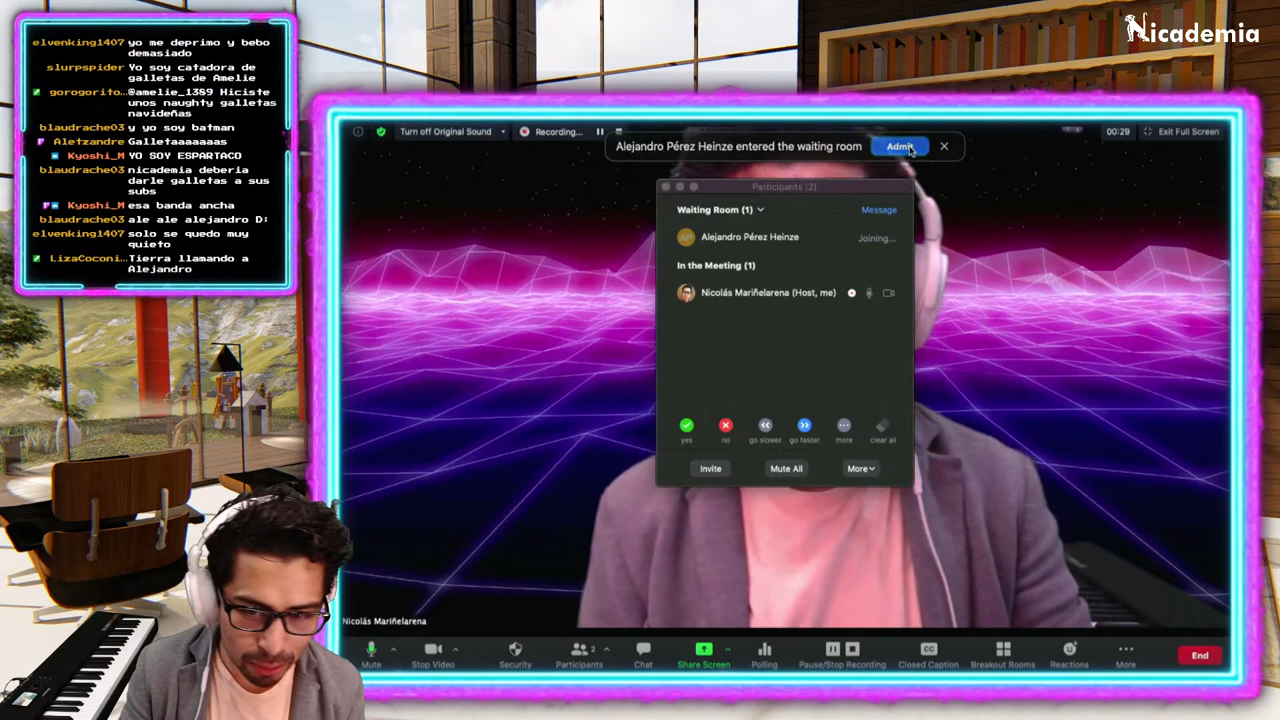 elvenking1407 yo me deprimo y bebo
demasiado
slurpspider Yo soy catadora de
galletas de Amelie
gorogorito… @amelie_1389 Hiciste
unos naughty galletas
navideñas
blaudrache03 y yo soy batman
Aletzandre Galletaaaaaas
Kyoshi_M YO SOY ESPARTACO
blaudrache03 nicademia deberia
darle galletas a sus
subs
Kyoshi_M esa banda ancha
blaudrache03 ale ale alejandro D:
elvenking1407 solo se quedo muy
quieto
LizaCoconi… Tierra llamando a
Alejandro
Nicademia
Turn off Original Sound
Recording...
00:29
Exit Full Screen
Alejandro Pérez Heinze entered the waiting room
Admit
Participants (2)
Waiting Room (1)
Message
AP
Alejandro Pérez Heinze
Joining...
In the Meeting (1)
Nicolás Mariñelarena (Host, me)
yes
no
go slower
go faster
more
clear all
Invite
Mute All
More
Nicolás Mariñelarena
Mute
Stop Video
Security
Participants
2
Chat
Share Screen
Polling
Pause/Stop Recording
CC
Closed Caption
Breakout Rooms
Reactions
More
End